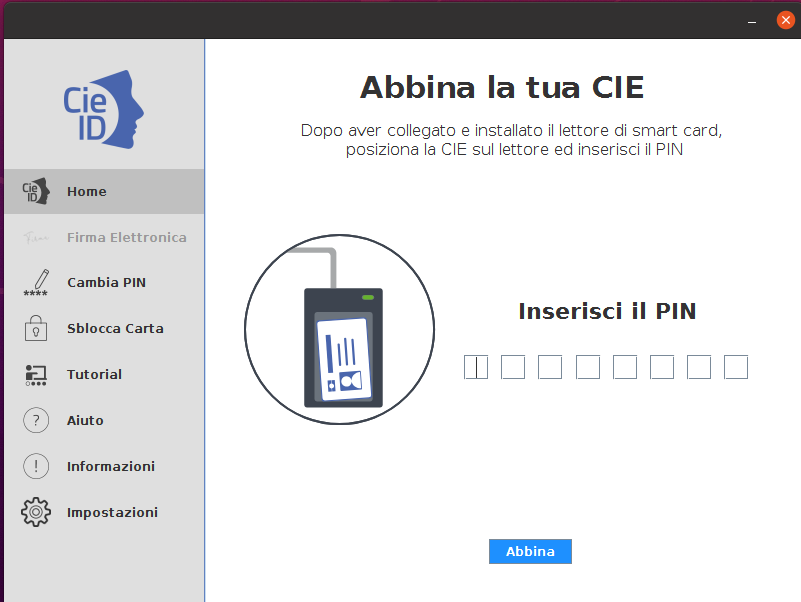 Cie
ID
Cie
ID
Home
Firma Elettronica
Cambia PIN
Sblocca Carta
Tutorial
?
Aiuto
!
Informazioni
Impostazioni
Abbina la tua CIE
Dopo aver collegato e installato il lettore di smart card,
posiziona la CIE sul lettore ed inserisci il PIN
Inserisci il PIN
Abbina